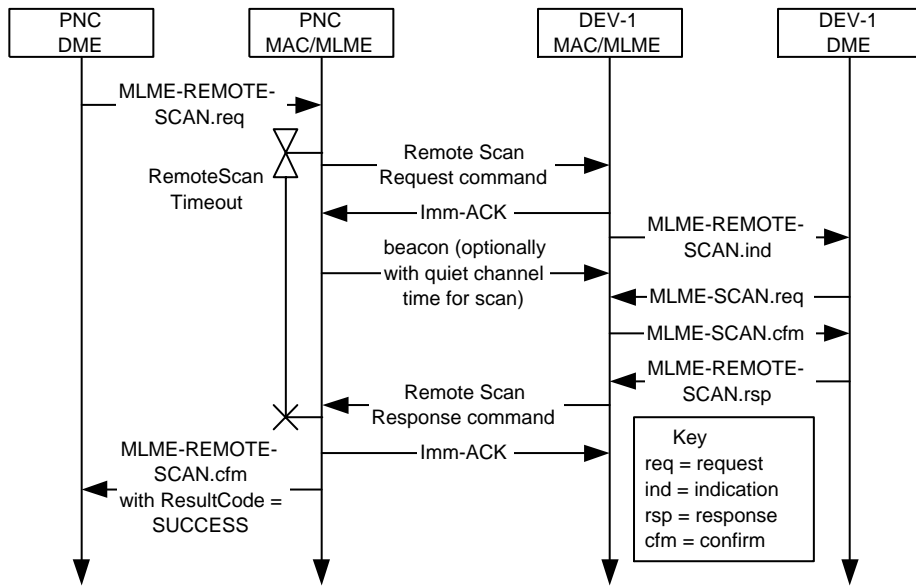 PNC
DME
PNC
MAC/MLME
DEV-1
MAC/MLME
DEV-1
DME
MLME-REMOTE-
SCAN.req
RemoteScan
Timeout
Remote Scan
Request command
Imm-ACK
MLME-REMOTE-
SCAN.ind
beacon (optionally
with quiet channel
time for scan)
MLME-SCAN.req
MLME-SCAN.cfm
MLME-REMOTE-
SCAN.rsp
Remote Scan
Response command
Imm-ACK
MLME-REMOTE-
SCAN.cfm
with ResultCode =
SUCCESS
Key
req = request
ind = indication
rsp = response
cfm = confirm